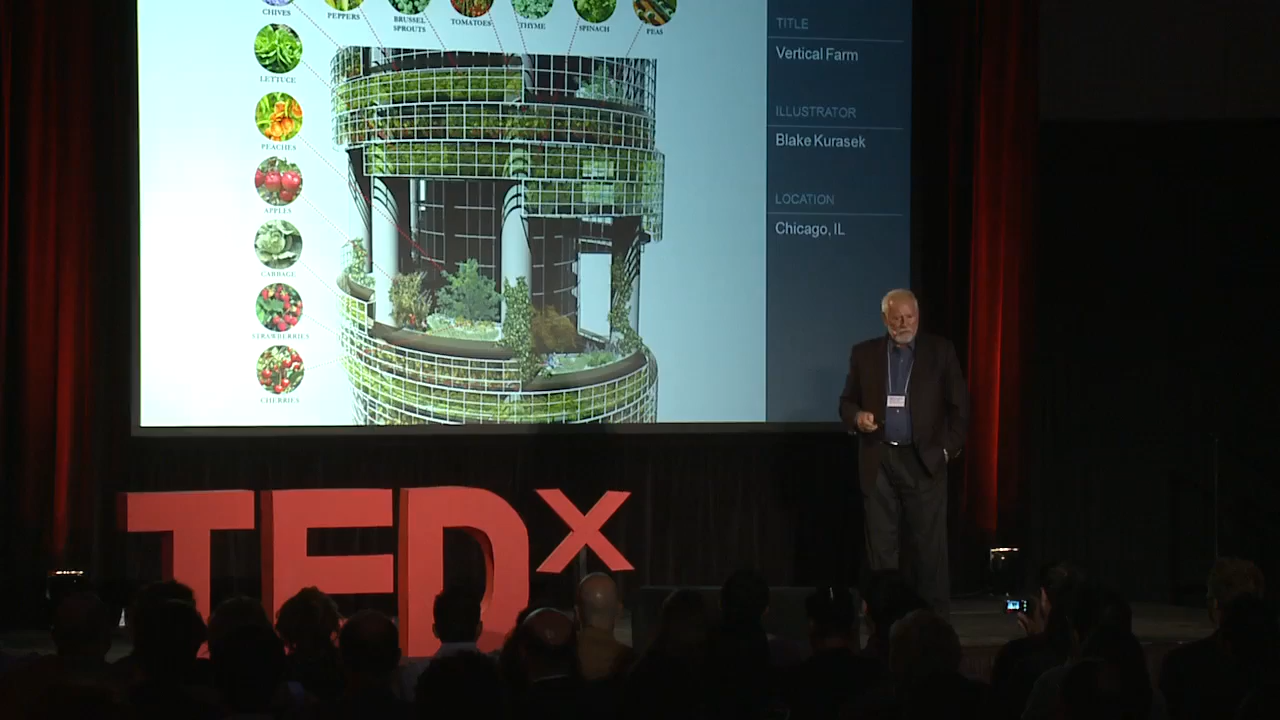 CHIVES
PEPPERS
BRUSSEL
SPROUTS
TOMATOES
THYME
SPINACH
PEAS
LETTUCE
PEACHES
APPLES
CABBAGE
STRAWBERRIES
CHERRIES
TITLE
Vertical Farm
ILLUSTRATOR
Blake Kurasek
LOCATION
Chicago, IL
TEDx